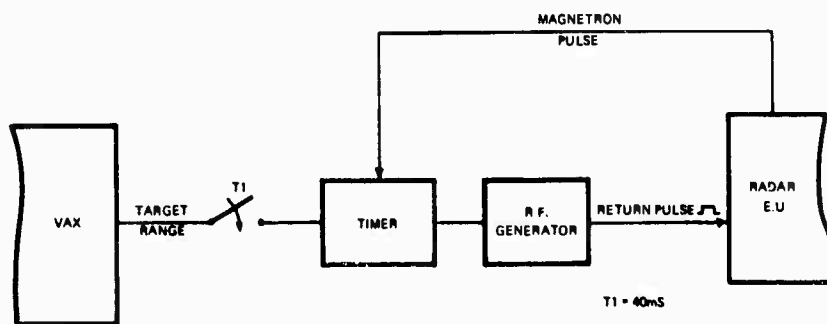 MAGNETRON
PULSE
VAX
TARGET
RANGE
T1
TIMER
R.F.
GENERATOR
RETURN PULSE
RADAR
E.U
T1 = 40mS